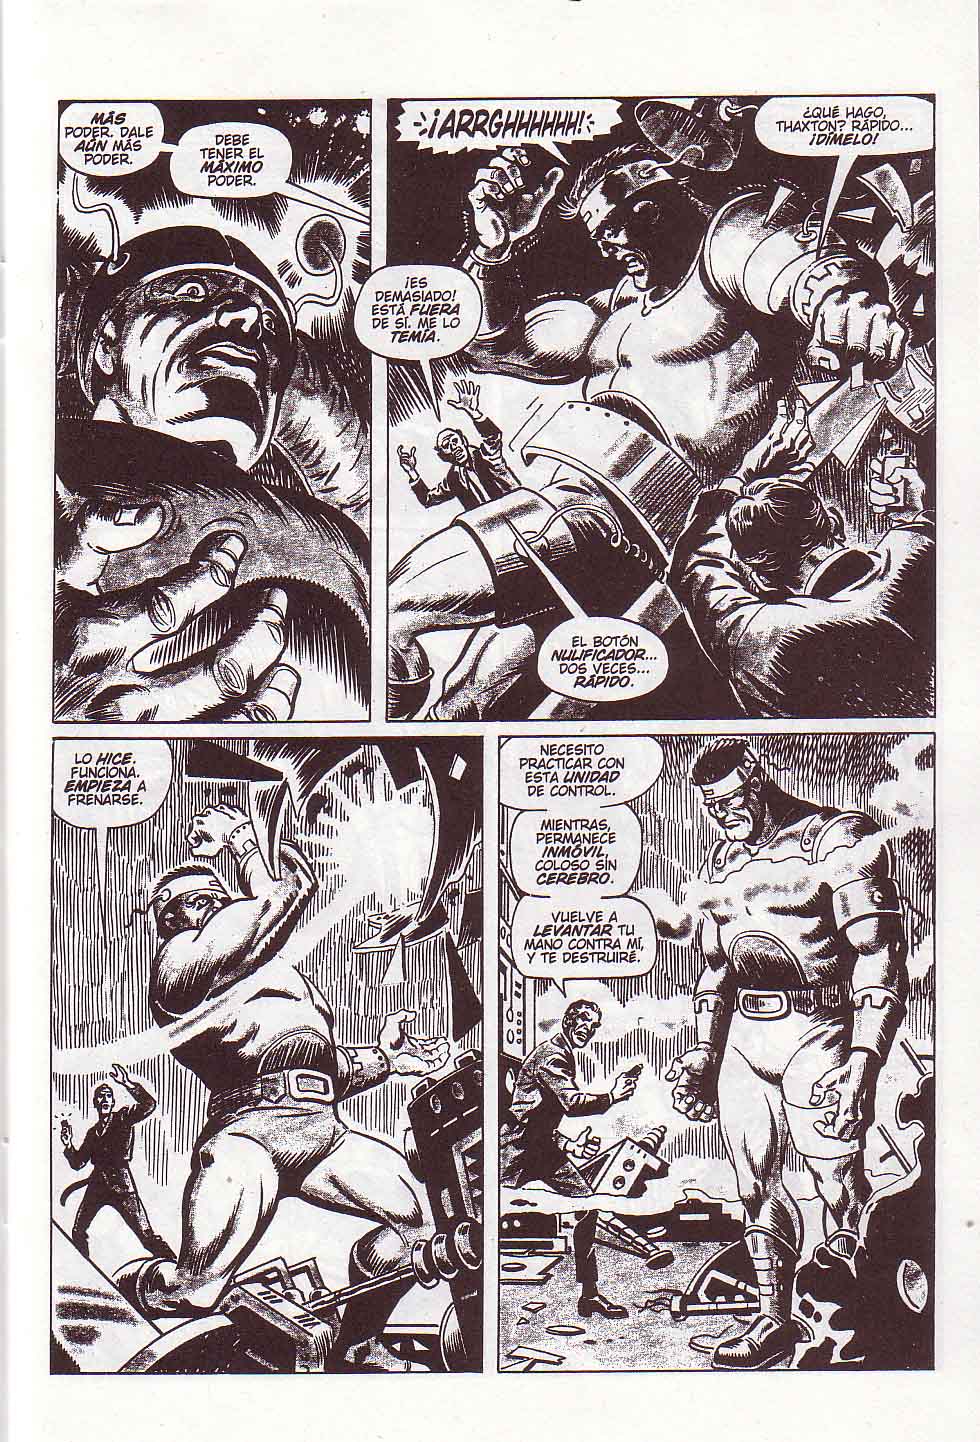 MÁS
PODER. DALE
AÚN MÁS
PODER.
DEBE
TENER EL
MÁXIMO
PODER.
¡ARRGHHHHHH!
¿QUÉ HAGO,
THAXTON? RÁPIDO...
¡DÍMELO!
¡ES
DEMASIADO!
ESTÁ FUERA
DE SÍ. ME LO
TEMÍA.
EL BOTÓN
NULIFICADOR...
DOS VECES...
RÁPIDO.
LO HICE.
FUNCIONA.
EMPIEZA A
FRENARSE.
NECESITO
PRACTICAR CON
ESTA UNIDAD
DE CONTROL.
MIENTRAS,
PERMANECE
INMÓVIL
COLOSO SIN
CEREBRO.
VUELVE A
LEVANTAR TU
MANO CONTRA MÍ,
Y TE DESTRUIRÉ.